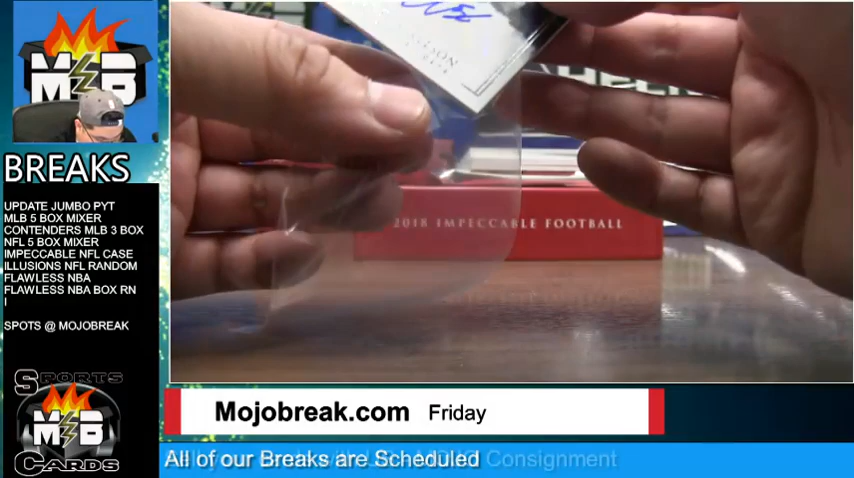 M B
BREAKS
UPDATE JUMBO PYT
MLB 5 BOX MIXER
CONTENDERS MLB 3 BOX
NFL 5 BOX MIXER
IMPECCABLE NFL CASE
ILLUSIONS NFL RANDOM
FLAWLESS NBA
FLAWLESS NBA BOX RN
I
SPOTS @ MOJOBREAK
SPORTS
M B
CARDS
2018 IMPECCABLE FOOTBALL
Mojobreak.com Friday
All of our Breaks are Scheduled
Consignment